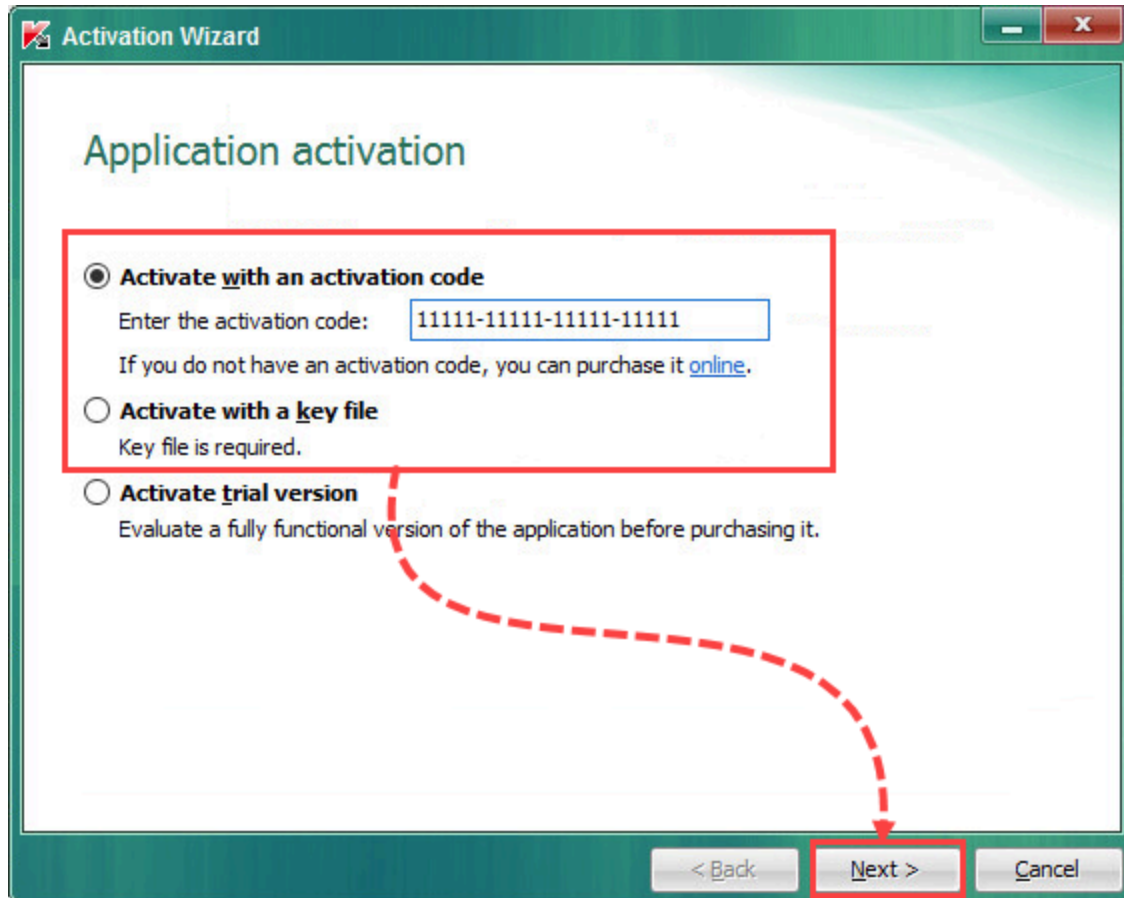 Activation Wizard
Application activation
Activate with an activation code
Enter the activation code: 11111-11111-11111-11111
If you do not have an activation code, you can purchase it online.
Activate with a key file
Key file is required.
Activate trial version
Evaluate a fully functional version of the application before purchasing it.
< Back Next > Cancel